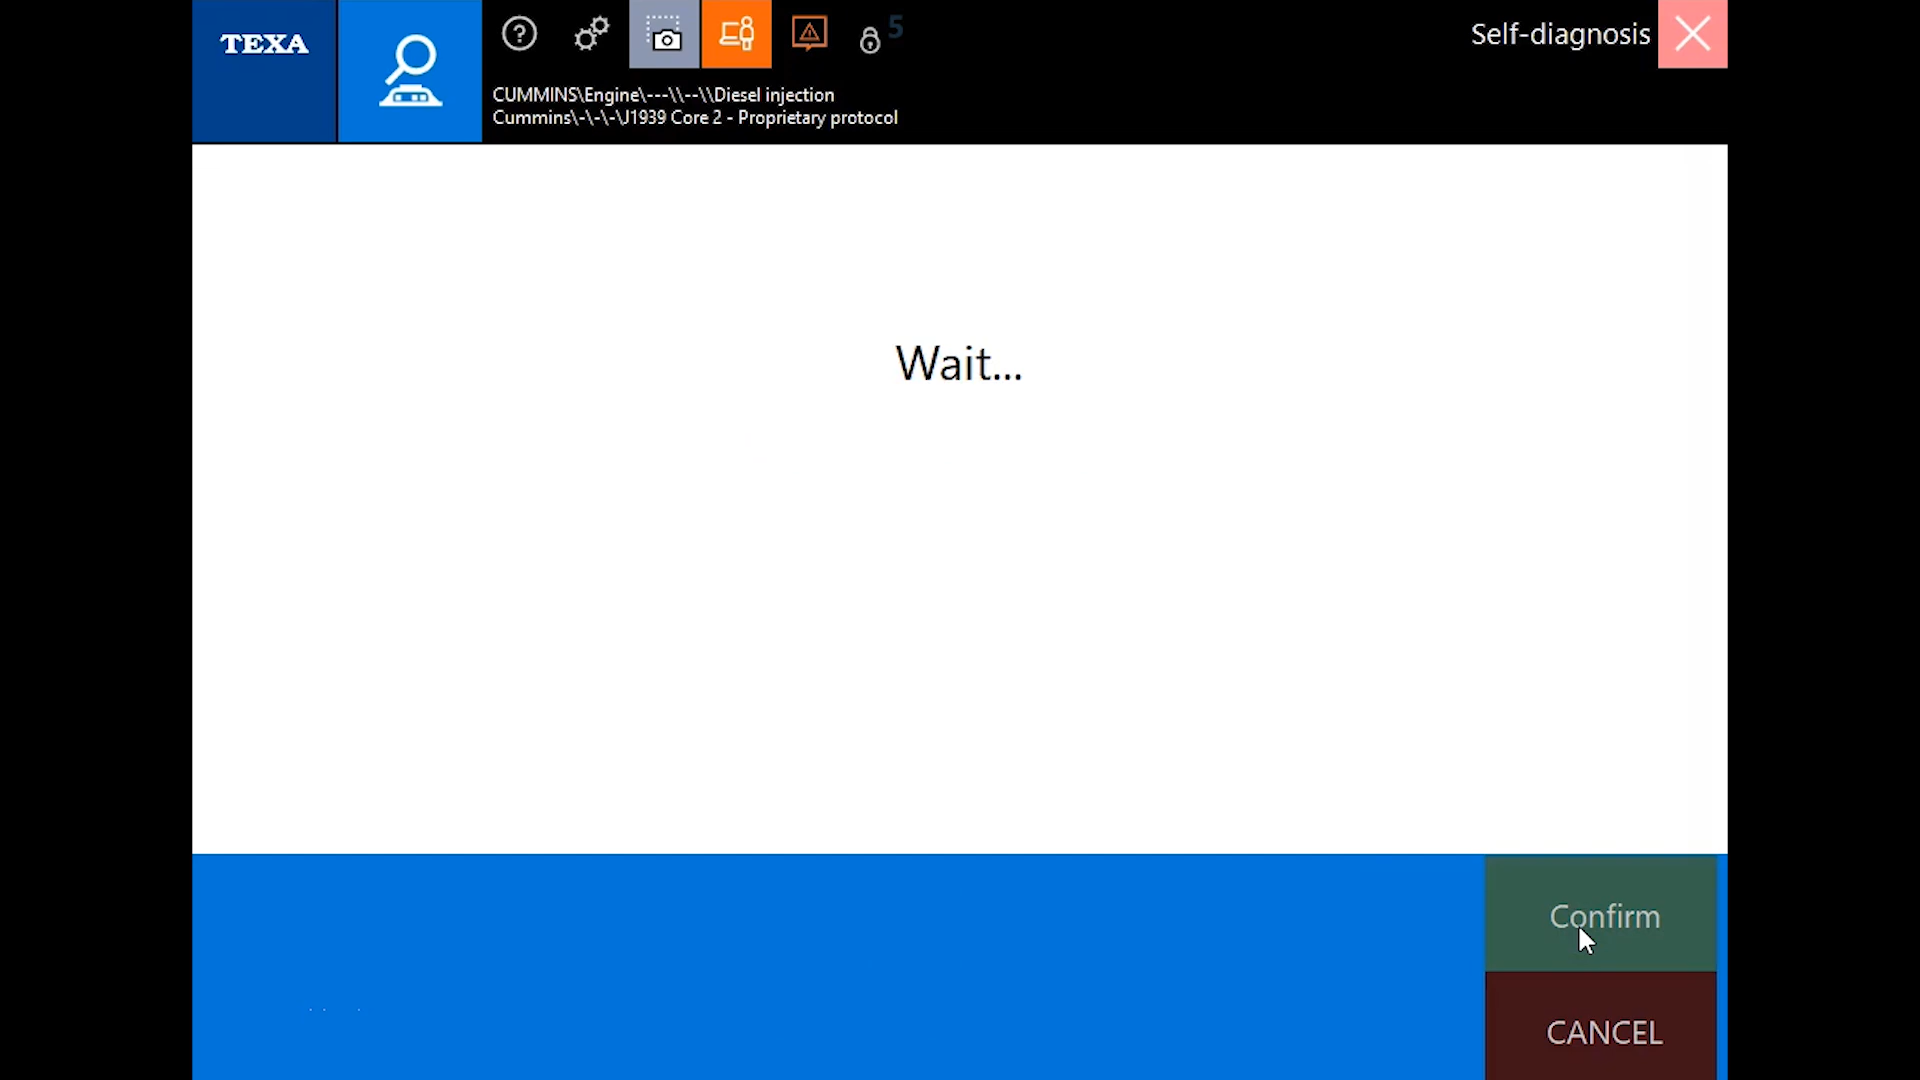 TEXA
5
Self-diagnosis
CUMMINS\Engine\---\\--\\Diesel injection
Cummins\-\-\-\J1939 Core 2 - Proprietary protocol
Wait...
Confirm
CANCEL